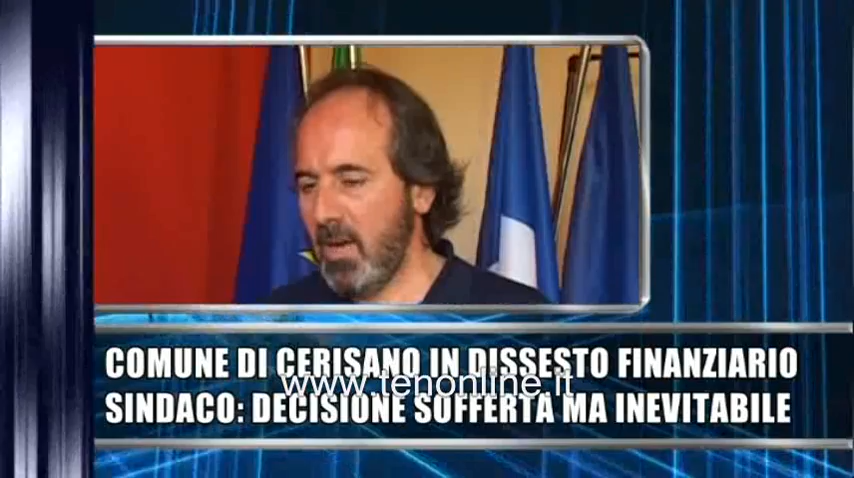 COMUNE DI CERISANO IN DISSESTO FINANZIARIO
www.tenonline.it
SINDACO: DECISIONE SOFFERTA MA INEVITABILE